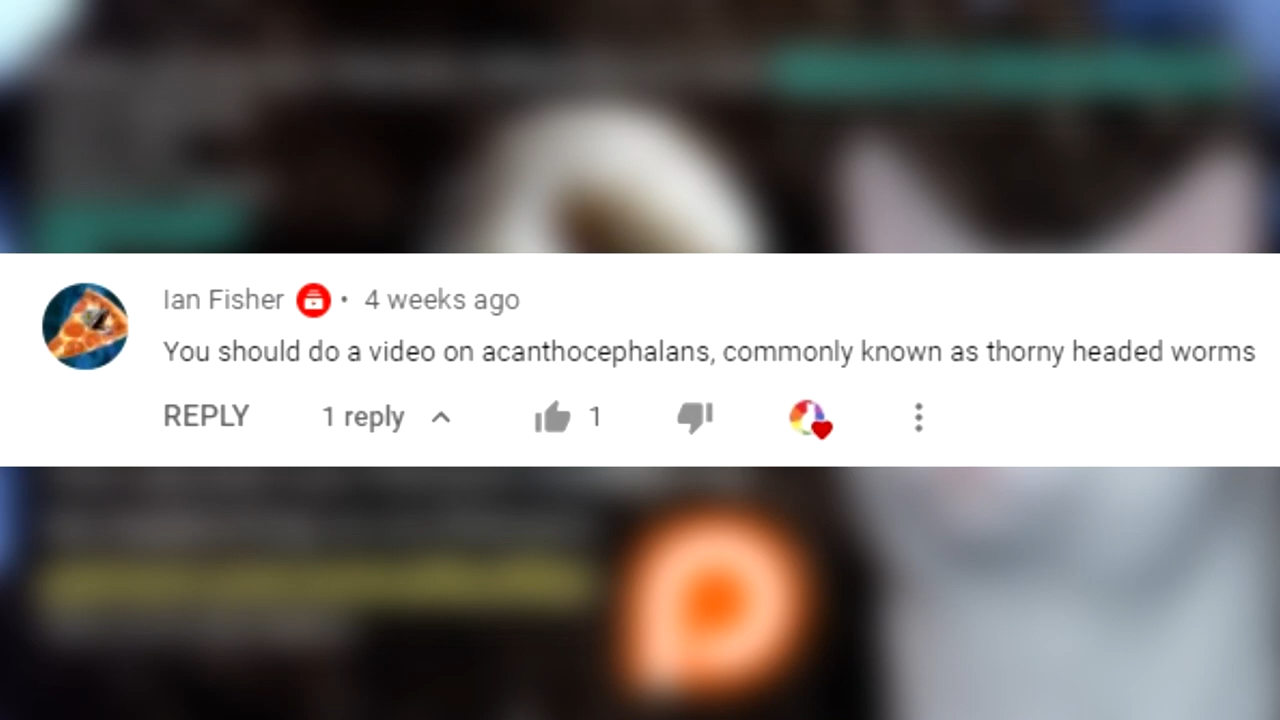 Ian Fisher • 4 weeks ago
You should do a video on acanthocephalans, commonly known as thorny headed worms
REPLY 1 reply 1